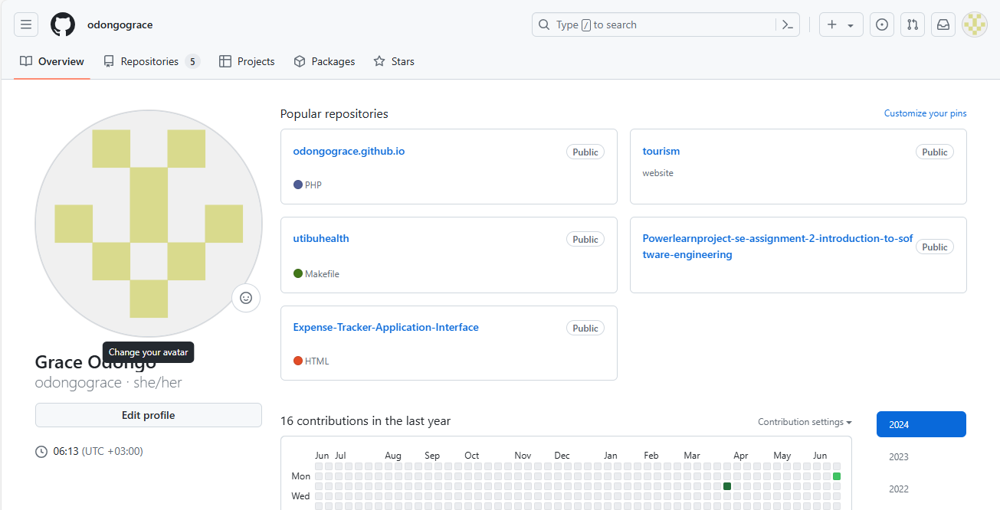 odongograce
Type / to search
Overview
Repositories 5
Projects
Packages
Stars
Change your avatar
Grace Odongo
odongograce · she/her
Edit profile
06:13 (UTC +03:00)
Popular repositories
Customize your pins
odongograce.github.io
Public
PHP
tourism
Public
website
utibuhealth
Public
Makefile
Powerlearnproject-se-assignment-2-introduction-to-sof
tware-engineering
Public
Expense-Tracker-Application-Interface
Public
HTML
16 contributions in the last year
Contribution settings
Jun Jul Aug Sep Oct Nov Dec Jan Feb Mar Apr May Jun
Mon
Wed
2024
2023
2022